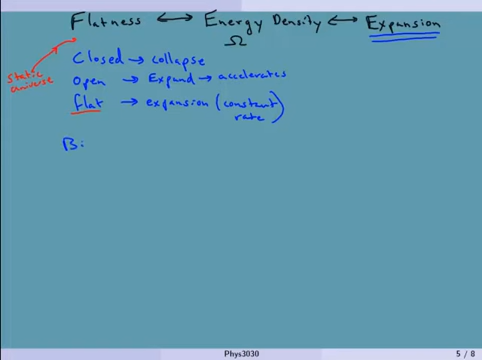 Flatness ↔ Energy Density ↔ Expansion
Ω
Closed → collapse
static universe
Open → Expand → accelerates
flat → expansion (constant rate)
B:
Phys3030
5 / 8